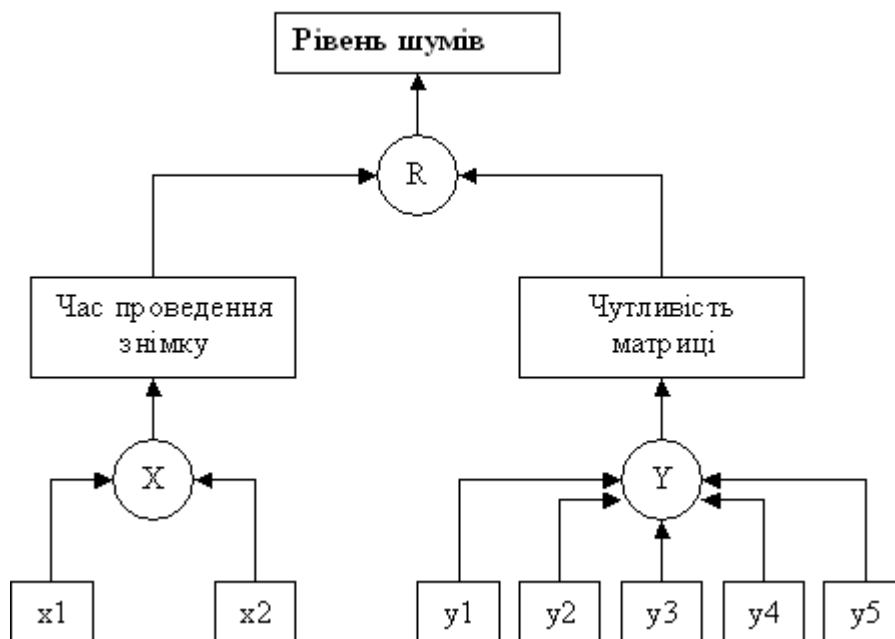 Рівень шумів
R
Час проведення
знімку
Чутливість
матриці
X
Y
x1
x2
y1
y2
y3
y4
y5